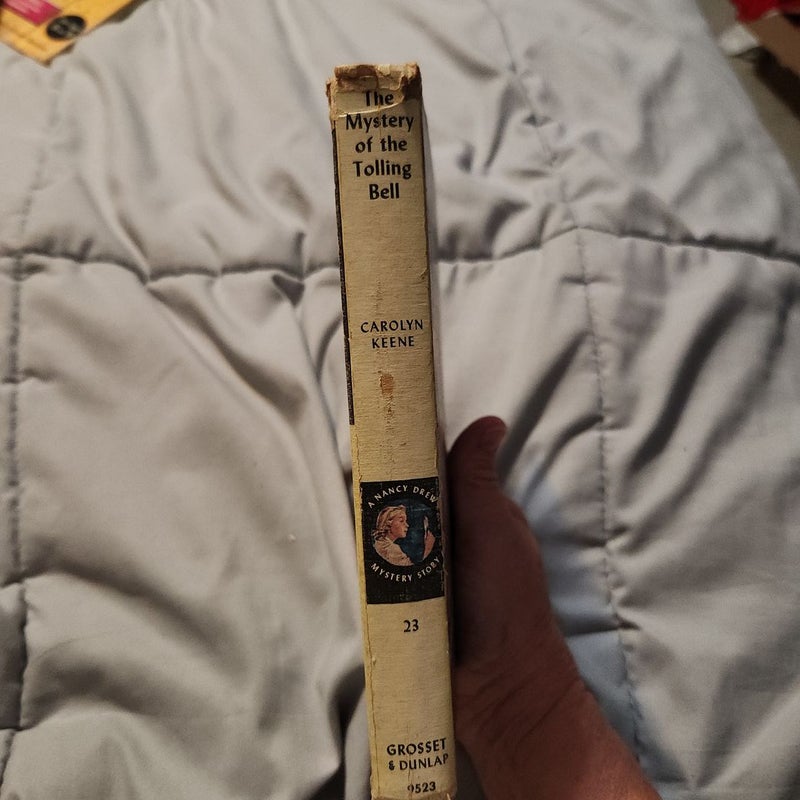 The
Mystery
of the
Tolling
Bell
CAROLYN
KEENE
A NANCY DREW
MYSTERY STORY
23
GROSSET
& DUNLAP
9523